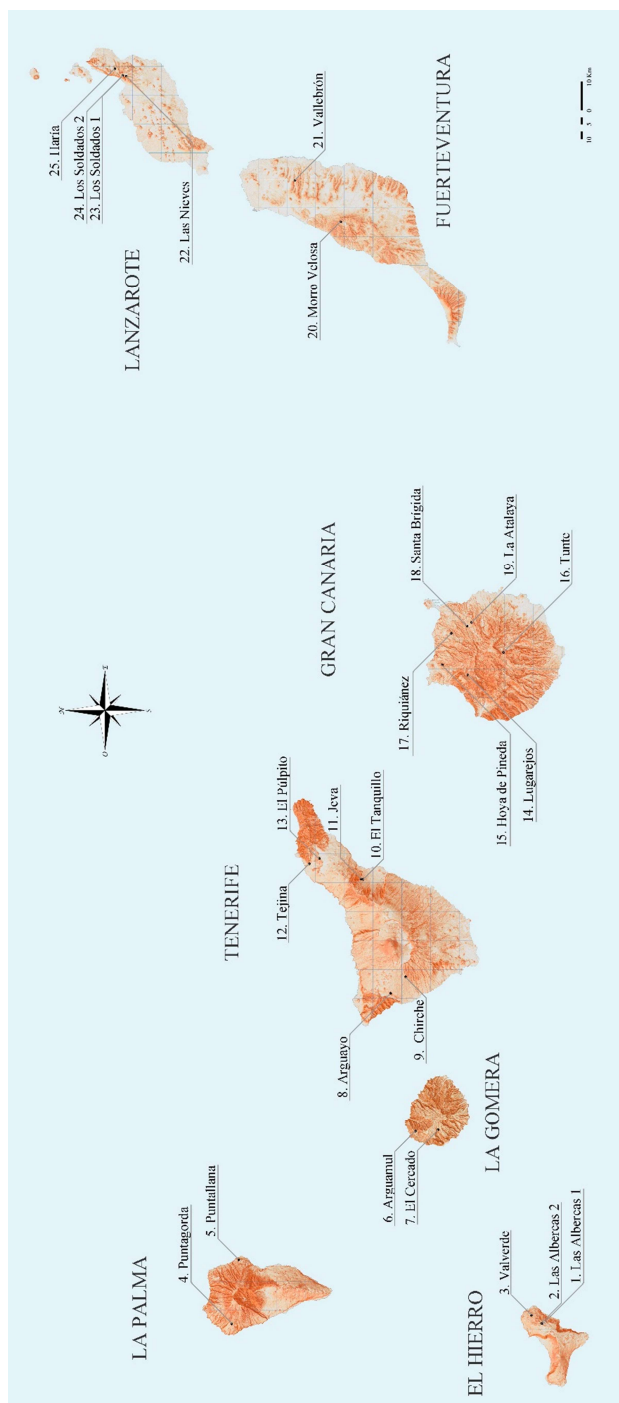 LA PALMA
4. Puntagorda
5. Puntallana
EL HIERRO
3. Valverde
2. Las Albercas 2
1. Las Albercas 1
6. Arguamul
7. El Cercado
LA GOMERA
TENERIFE
13. El Púlpito
11. Jeva
10. El Tanquillo
12. Tejina
8. Arguayo
9. Chirche
N
E
S
O
GRAN CANARIA
18. Santa Brígida
19. La Atalaya
16. Tunte
17. Riquiánez
15. Hoya de Pineda
14. Lugarejos
LANZAROTE
25. Haría
24. Los Soldados 2
23. Los Soldados 1
22. Las Nieves
21. Vallebrón
20. Morro Velosa
FUERTEVENTURA
10 5 0 10 Km